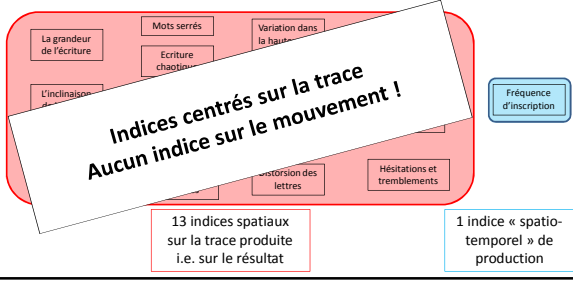 La grandeur
de l'écriture
Mots serrés
Variation dans
la haut
Ecriture
chaotique
L'inclinaison
Indices centrés sur la trace
Aucun indice sur le mouvement !
Fréquence
d'inscription
Distorsion des
lettres
Hésitations et
tremblements
13 indices spatiaux
sur la trace produite
i.e. sur le résultat
1 indice « spatio-
temporel » de
production